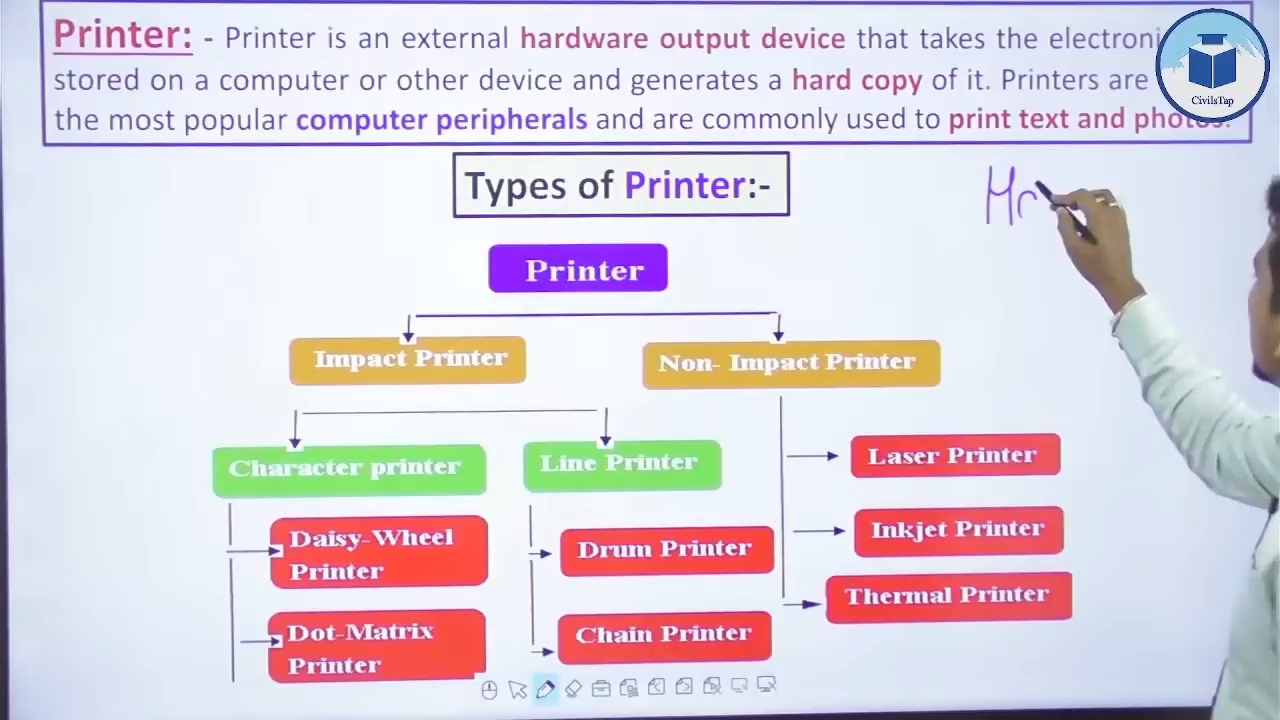 Printer: - Printer is an external hardware output device that takes the electroni
stored on a computer or other device and generates a hard copy of it. Printers are
the most popular computer peripherals and are commonly used to print text and photos.
CivilsTap
Types of Printer:-
Printer
Impact Printer
Non- Impact Printer
Character printer
Line Printer
Laser Printer
Daisy-Wheel
Printer
Drum Printer
Inkjet Printer
Dot-Matrix
Printer
Chain Printer
Thermal Printer